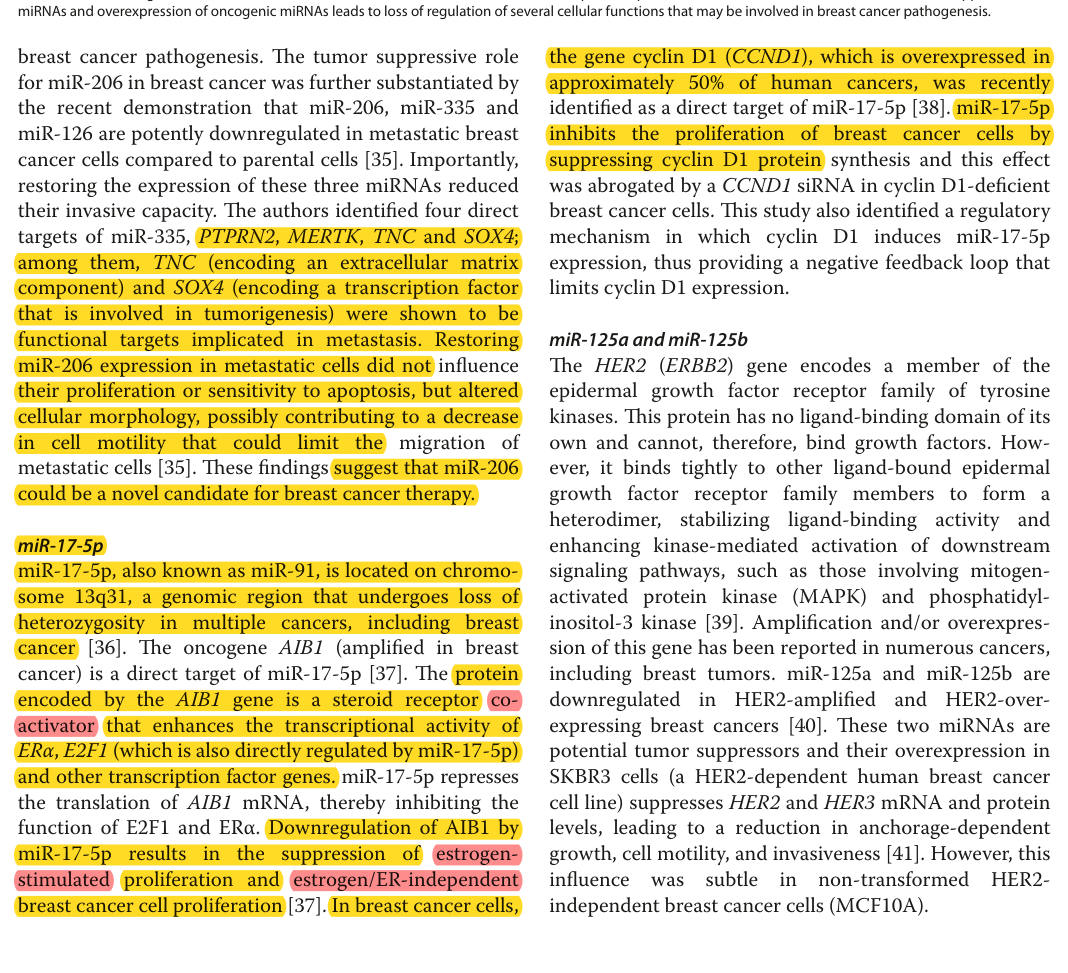 miRNAs and overexpression of oncogenic miRNAs leads to loss of regulation of several cellular functions that may be involved in breast cancer pathogenesis.
breast cancer pathogenesis. The tumor suppressive role
for miR-206 in breast cancer was further substantiated by
the recent demonstration that miR-206, miR-335 and
miR-126 are potently downregulated in metastatic breast
cancer cells compared to parental cells [35]. Importantly,
restoring the expression of these three miRNAs reduced
their invasive capacity. The authors identified four direct
targets of miR-335, PTPRN2, MERTK, TNC and SOX4;
among them, TNC (encoding an extracellular matrix
component) and SOX4 (encoding a transcription factor
that is involved in tumorigenesis) were shown to be
functional targets implicated in metastasis. Restoring
miR-206 expression in metastatic cells did not influence
their proliferation or sensitivity to apoptosis, but altered
cellular morphology, possibly contributing to a decrease
in cell motility that could limit the migration of
metastatic cells [35]. These findings suggest that miR-206
could be a novel candidate for breast cancer therapy.
miR-17-5p
miR-17-5p, also known as miR-91, is located on chromo-
some 13q31, a genomic region that undergoes loss of
heterozygosity in multiple cancers, including breast
cancer [36]. The oncogene AIB1 (amplified in breast
cancer) is a direct target of miR-17-5p [37]. The protein
encoded by the AIB1 gene is a steroid receptor co-
activator that enhances the transcriptional activity of
ERα, E2F1 (which is also directly regulated by miR-17-5p)
and other transcription factor genes. miR-17-5p represses
the translation of AIB1 mRNA, thereby inhibiting the
function of E2F1 and ERα. Downregulation of AIB1 by
miR-17-5p results in the suppression of estrogen-
stimulated proliferation and estrogen/ER-independent
breast cancer cell proliferation [37]. In breast cancer cells,
the gene cyclin D1 (CCND1), which is overexpressed in
approximately 50% of human cancers, was recently
identified as a direct target of miR-17-5p [38]. miR-17-5p
inhibits the proliferation of breast cancer cells by
suppressing cyclin D1 protein synthesis and this effect
was abrogated by a CCND1 siRNA in cyclin D1-deficient
breast cancer cells. This study also identified a regulatory
mechanism in which cyclin D1 induces miR-17-5p
expression, thus providing a negative feedback loop that
limits cyclin D1 expression.
miR-125a and miR-125b
The HER2 (ERBB2) gene encodes a member of the
epidermal growth factor receptor family of tyrosine
kinases. This protein has no ligand-binding domain of its
own and cannot, therefore, bind growth factors. How-
ever, it binds tightly to other ligand-bound epidermal
growth factor receptor family members to form a
heterodimer, stabilizing ligand-binding activity and
enhancing kinase-mediated activation of downstream
signaling pathways, such as those involving mitogen-
activated protein kinase (MAPK) and phosphatidyl-
inositol-3 kinase [39]. Amplification and/or overexpres-
sion of this gene has been reported in numerous cancers,
including breast tumors. miR-125a and miR-125b are
downregulated in HER2-amplified and HER2-over-
expressing breast cancers [40]. These two miRNAs are
potential tumor suppressors and their overexpression in
SKBR3 cells (a HER2-dependent human breast cancer
cell line) suppresses HER2 and HER3 mRNA and protein
levels, leading to a reduction in anchorage-dependent
growth, cell motility, and invasiveness [41]. However, this
influence was subtle in non-transformed HER2-
independent breast cancer cells (MCF10A).